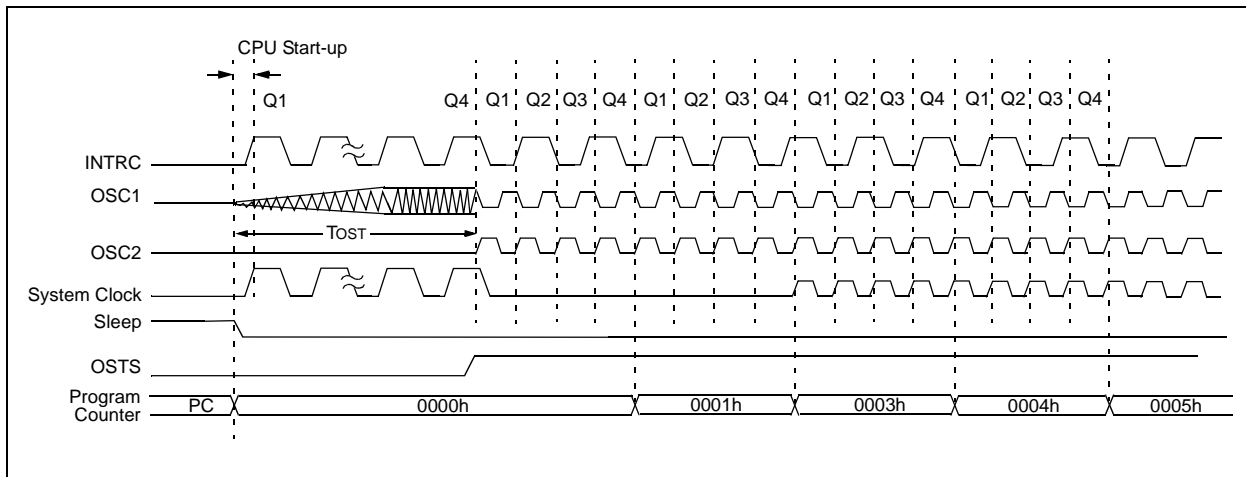 CPU Start-up
Q1 Q4 Q1 Q2 Q3 Q4 Q1 Q2 Q3 Q4 Q1 Q2 Q3 Q4 Q1 Q2 Q3 Q4
INTRC
OSC1
TOST
OSC2
System Clock
Sleep
OSTS
Program Counter
PC 0000h 0001h 0003h 0004h 0005h